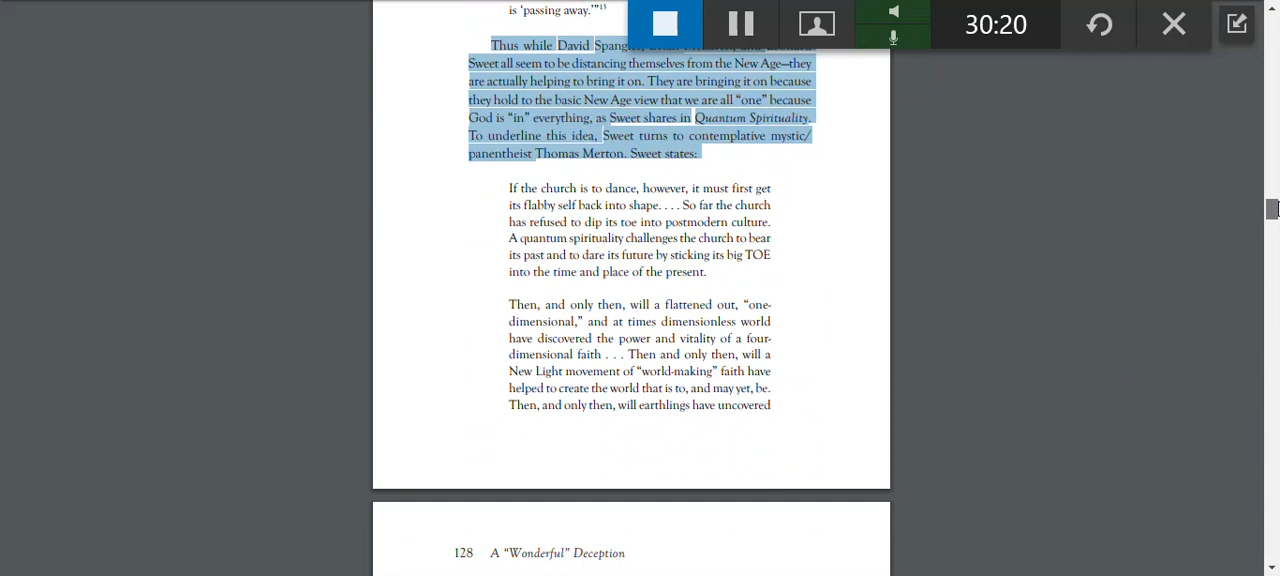 is ‘passing away.’”13
30:20
Thus while David Spangl
Sweet all seem to be distancing themselves from the New Age—they
are actually helping to bring it on. They are bringing it on because
they hold to the basic New Age view that we are all “one” because
God is “in” everything, as Sweet shares in Quantum Spirituality.
To underline this idea, Sweet turns to contemplative mystic/
panentheist Thomas Merton. Sweet states:
If the church is to dance, however, it must first get
its flabby self back into shape. . . . So far the church
has refused to dip its toe into postmodern culture.
A quantum spirituality challenges the church to bear
its past and to dare its future by sticking its big TOE
into the time and place of the present.
Then, and only then, will a flattened out, “one-
dimensional,” and at times dimensionless world
have discovered the power and vitality of a four-
dimensional faith . . . Then and only then, will a
New Light movement of “world-making” faith have
helped to create the world that is to, and may yet, be.
Then, and only then, will earthlings have uncovered
128 A “Wonderful” Deception